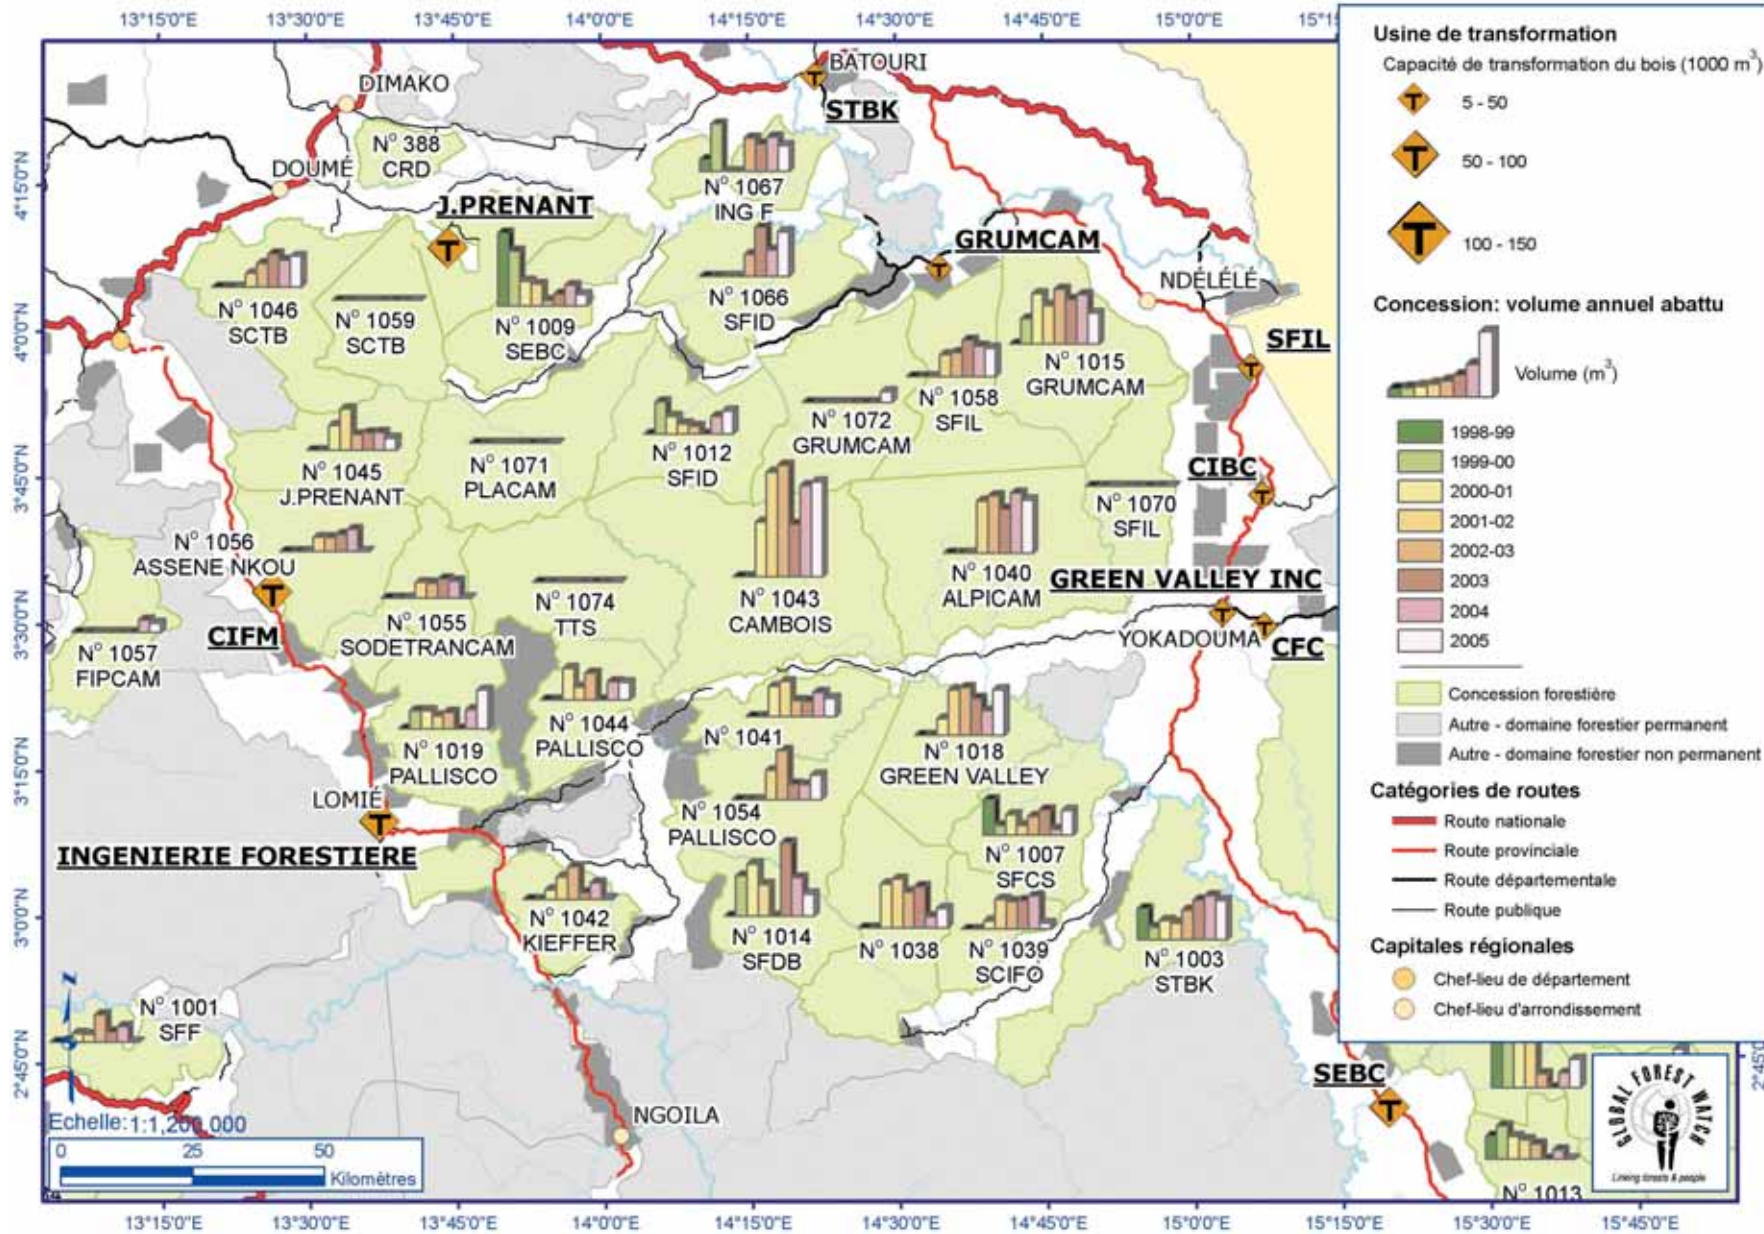 13°15'0"E 13°30'0"E 13°45'0"E 14°0'0"E 14°15'0"E 14°30'0"E 14°45'0"E 15°0'0"E
4°15'0"N
4°0'0"N
3°45'0"N
3°30'0"N
3°15'0"N
3°0'0"N
2°45'0"N
DIMAKO
BATOURI
STBK
N° 388
CRD
DOUMÉ
J.PRENANT
N° 1067
ING F
GRUMCAM
NDÉLÉLÉ
N° 1046
SCTB
N° 1059
SCTB
N° 1009
SEBC
N° 1066
SFID
SFIL
N° 1015
GRUMCAM
N° 1058
SFIL
N° 1072
GRUMCAM
N° 1045
J.PRENANT
N° 1071
PLACAM
N° 1012
SFID
CIBC
N° 1070
SFIL
N° 1056
ASSENE NKOU
N° 1055
SODETRANCAM
N° 1074
TTS
N° 1043
CAMBOIS
N° 1040
ALPICAM
GREEN VALLEY INC
CIFM
N° 1057
FIPCAM
YOKADOUMA
CFC
N° 1019
PALLISCO
N° 1044
PALLISCO
N° 1041
N° 1018
GREEN VALLEY
LOMIÉ
N° 1054
PALLISCO
INGENIERIE FORESTIERE
N° 1007
SFCS
N° 1042
KIEFFER
N° 1014
SFDB
N° 1038
N° 1039
SCIFO
N° 1003
STBK
N° 1001
SFF
NGOILA
SEBC
N° 1013
Z
Echelle: 1:1,200,000
0 25 50
Kilomètres
Usine de transformation
Capacité de transformation du bois (1000 m³)
T 5 - 50
T 50 - 100
T 100 - 150
Concession: volume annuel abattu
Volume (m³)
1998-99
1999-00
2000-01
2001-02
2002-03
2003
2004
2005
Concession forestière
Autre - domaine forestier permanent
Autre - domaine forestier non permanent
Catégories de routes
Route nationale
Route provinciale
Route départementale
Route publique
Capitales régionales
Chef-lieu de département
Chef-lieu d'arrondissement
GLOBAL FOREST WATCH
Linking forests & people
13°15'0"E 13°30'0"E 13°45'0"E 14°0'0"E 14°15'0"E 14°30'0"E 14°45'0"E 15°0'0"E 15°15'0"E 15°30'0"E 15°45'0"E